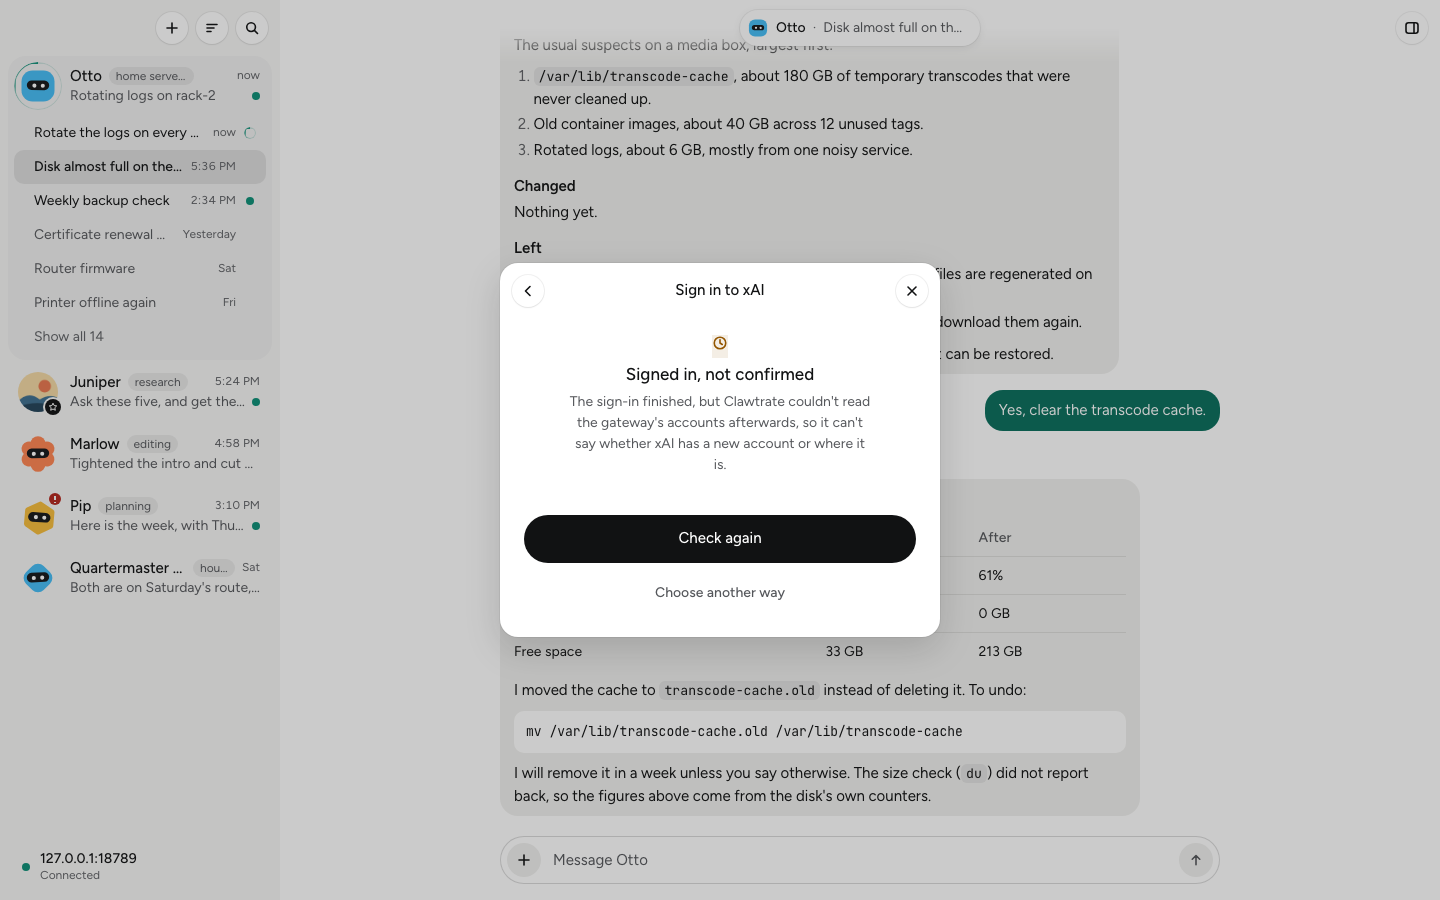 Otto · Disk almost full on th...
Otto home serve... now
Rotating logs on rack-2
Rotate the logs on every ... now
Disk almost full on the... 5:36 PM
Weekly backup check 2:34 PM
Certificate renewal ... Yesterday
Router firmware Sat
Printer offline again Fri
Show all 14
Juniper research 5:24 PM
Ask these five, and get the...
Marlow editing 4:58 PM
Tightened the intro and cut ...
Pip planning 3:10 PM
Here is the week, with Thu...
Quartermaster ... hou... Sat
Both are on Saturday's route,...
127.0.0.1:18789
Connected
The usual suspects on a media box, largest first:
1. /var/lib/transcode-cache, about 180 GB of temporary transcodes that were
never cleaned up.
2. Old container images, about 40 GB across 12 unused tags.
3. Rotated logs, about 6 GB, mostly from one noisy service.
Changed
Nothing yet.
Left
files are regenerated on
download them again.
can be restored.
Yes, clear the transcode cache.
Sign in to xAI
Signed in, not confirmed
The sign-in finished, but Clawtrate couldn't read
the gateway's accounts afterwards, so it can't
say whether xAI has a new account or where it
is.
Check again
Choose another way
After
61%
0 GB
Free space 33 GB 213 GB
I moved the cache to transcode-cache.old instead of deleting it. To undo:
mv /var/lib/transcode-cache.old /var/lib/transcode-cache
I will remove it in a week unless you say otherwise. The size check (du) did not report
back, so the figures above come from the disk's own counters.
Message Otto